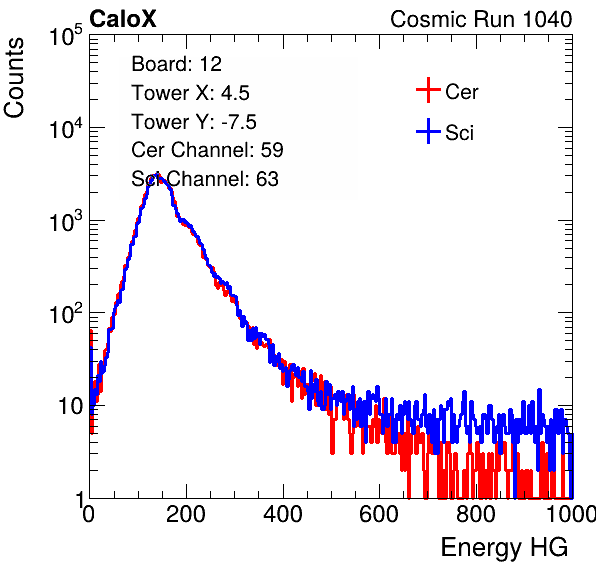 CaloX Cosmic Run 1040
Counts
10^5
10^4
10^3
10^2
10
1
Board: 12
Tower X: 4.5
Tower Y: -7.5
Cer Channel: 59
Sci Channel: 63
Cer
Sci
0 200 400 600 800 1000
Energy HG